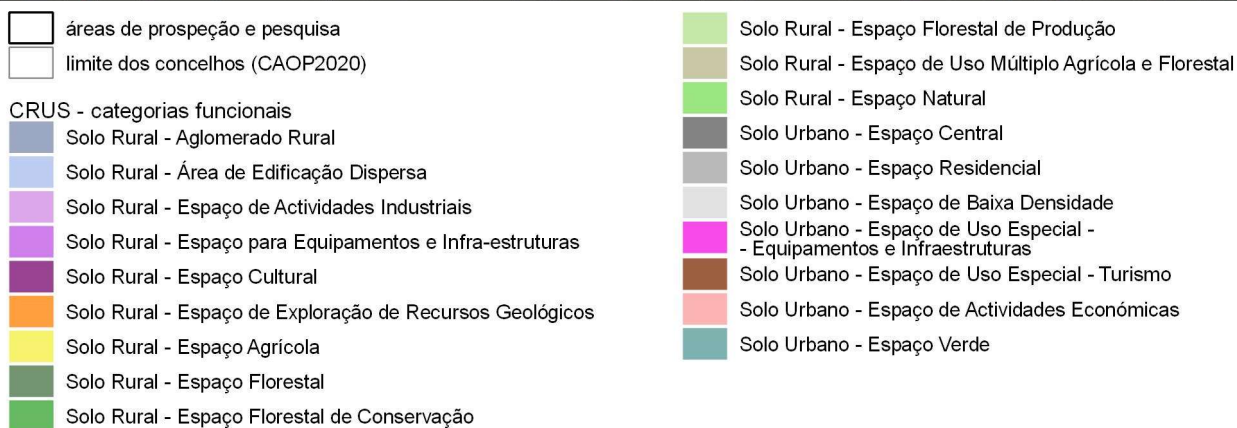 áreas de prospeção e pesquisa
limite dos concelhos (CAOP2020)
CRUS - categorias funcionais
Solo Rural - Aglomerado Rural
Solo Rural - Área de Edificação Dispersa
Solo Rural - Espaço de Actividades Industriais
Solo Rural - Espaço para Equipamentos e Infra-estruturas
Solo Rural - Espaço Cultural
Solo Rural - Espaço de Exploração de Recursos Geológicos
Solo Rural - Espaço Agrícola
Solo Rural - Espaço Florestal
Solo Rural - Espaço Florestal de Conservação
Solo Rural - Espaço Florestal de Produção
Solo Rural - Espaço de Uso Múltiplo Agrícola e Florestal
Solo Rural - Espaço Natural
Solo Urbano - Espaço Central
Solo Urbano - Espaço Residencial
Solo Urbano - Espaço de Baixa Densidade
Solo Urbano - Espaço de Uso Especial -
- Equipamentos e Infraestruturas
Solo Urbano - Espaço de Uso Especial - Turismo
Solo Urbano - Espaço de Actividades Económicas
Solo Urbano - Espaço Verde